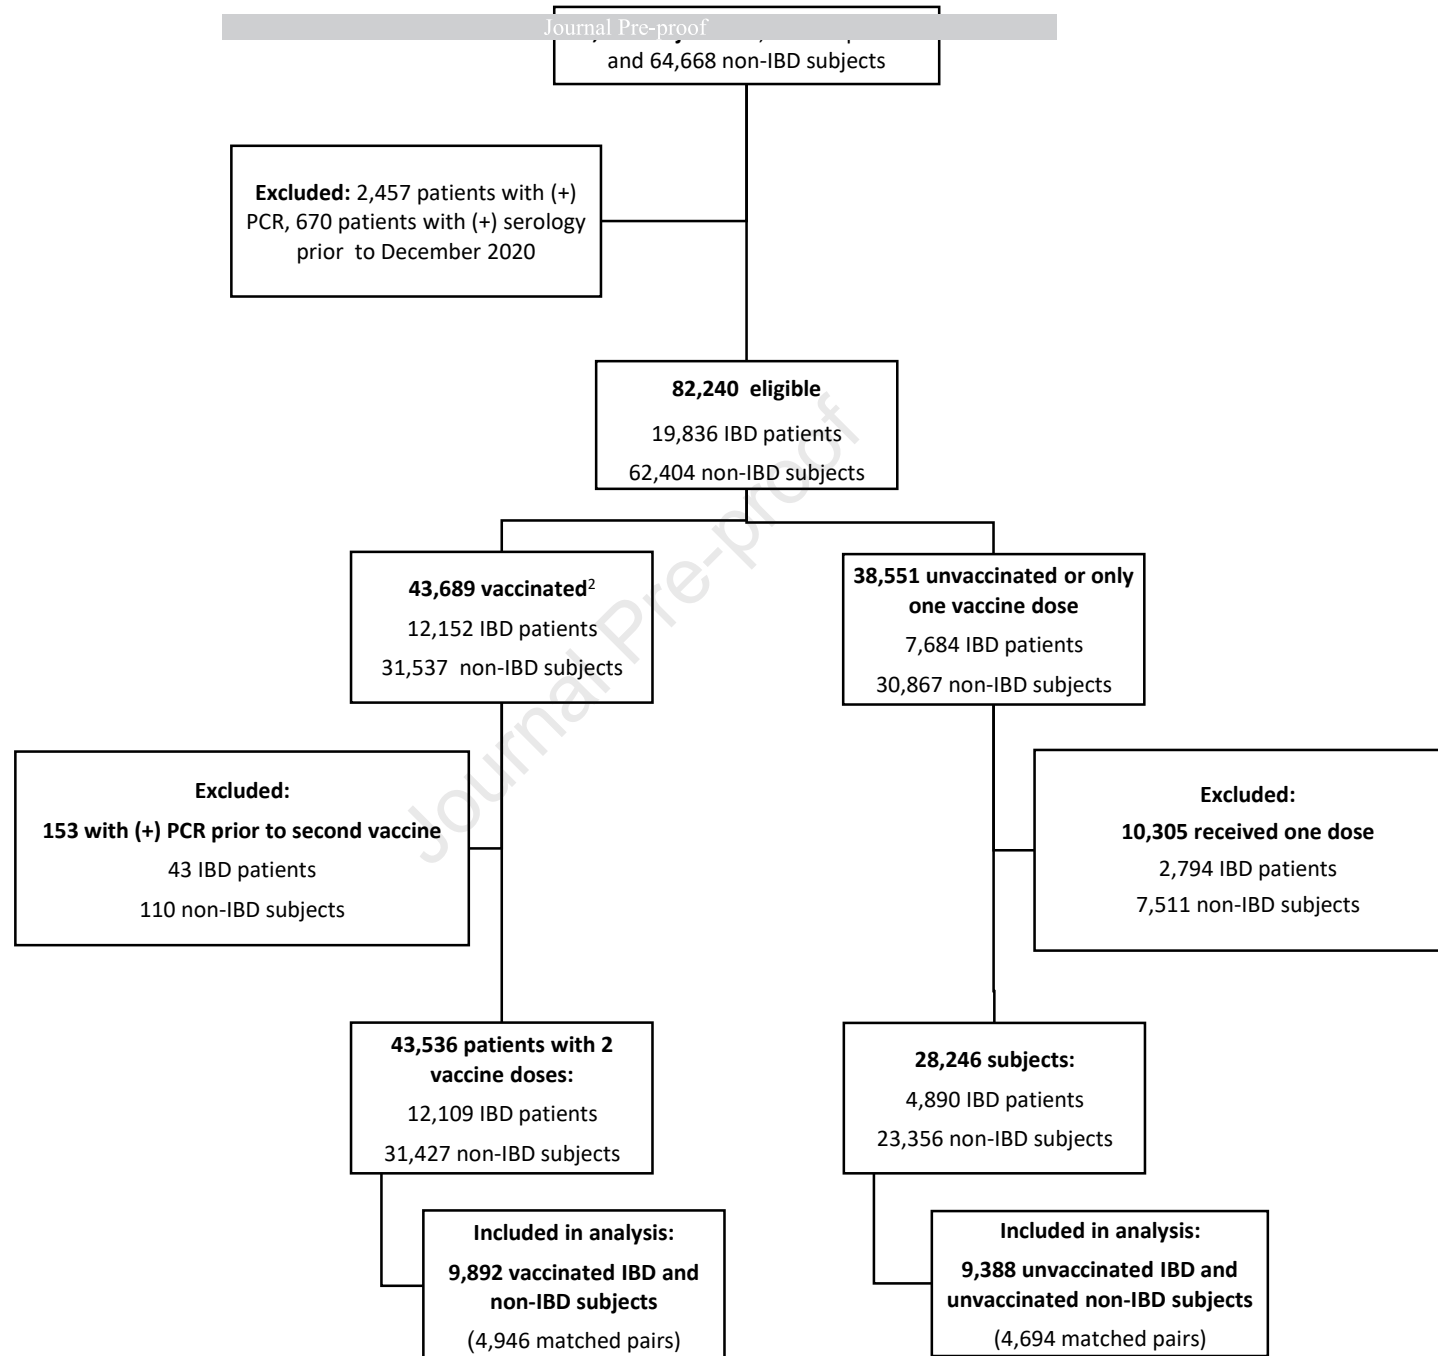 Journal Pre-proof
and 64,668 non-IBD subjects
Excluded: 2,457 patients with (+)
PCR, 670 patients with (+) serology
prior to December 2020
82,240 eligible
19,836 IBD patients
62,404 non-IBD subjects
43,689 vaccinated²
12,152 IBD patients
31,537 non-IBD subjects
38,551 unvaccinated or only
one vaccine dose
7,684 IBD patients
30,867 non-IBD subjects
Excluded:
153 with (+) PCR prior to second vaccine
43 IBD patients
110 non-IBD subjects
Excluded:
10,305 received one dose
2,794 IBD patients
7,511 non-IBD subjects
43,536 patients with 2
vaccine doses:
12,109 IBD patients
31,427 non-IBD subjects
28,246 subjects:
4,890 IBD patients
23,356 non-IBD subjects
Included in analysis:
9,892 vaccinated IBD and
non-IBD subjects
(4,946 matched pairs)
Included in analysis:
9,388 unvaccinated IBD and
unvaccinated non-IBD subjects
(4,694 matched pairs)
Journal Pre-proof